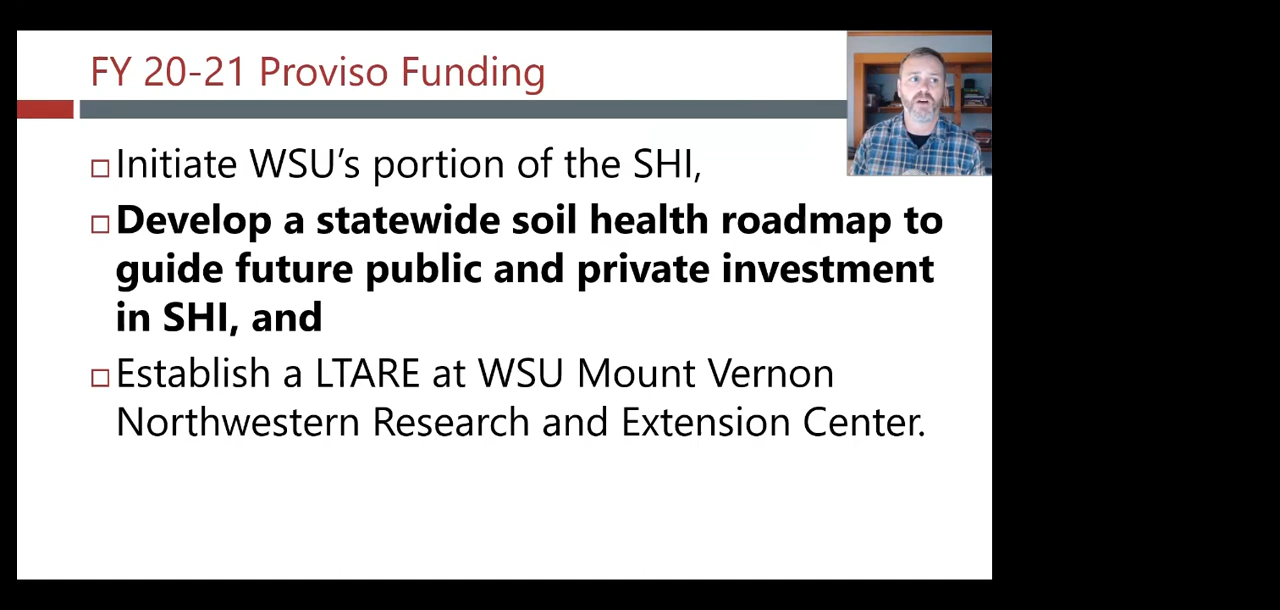 FY 20-21 Proviso Funding
Initiate WSU’s portion of the SHI,
Develop a statewide soil health roadmap to
guide future public and private investment
in SHI, and
Establish a LTARE at WSU Mount Vernon
Northwestern Research and Extension Center.